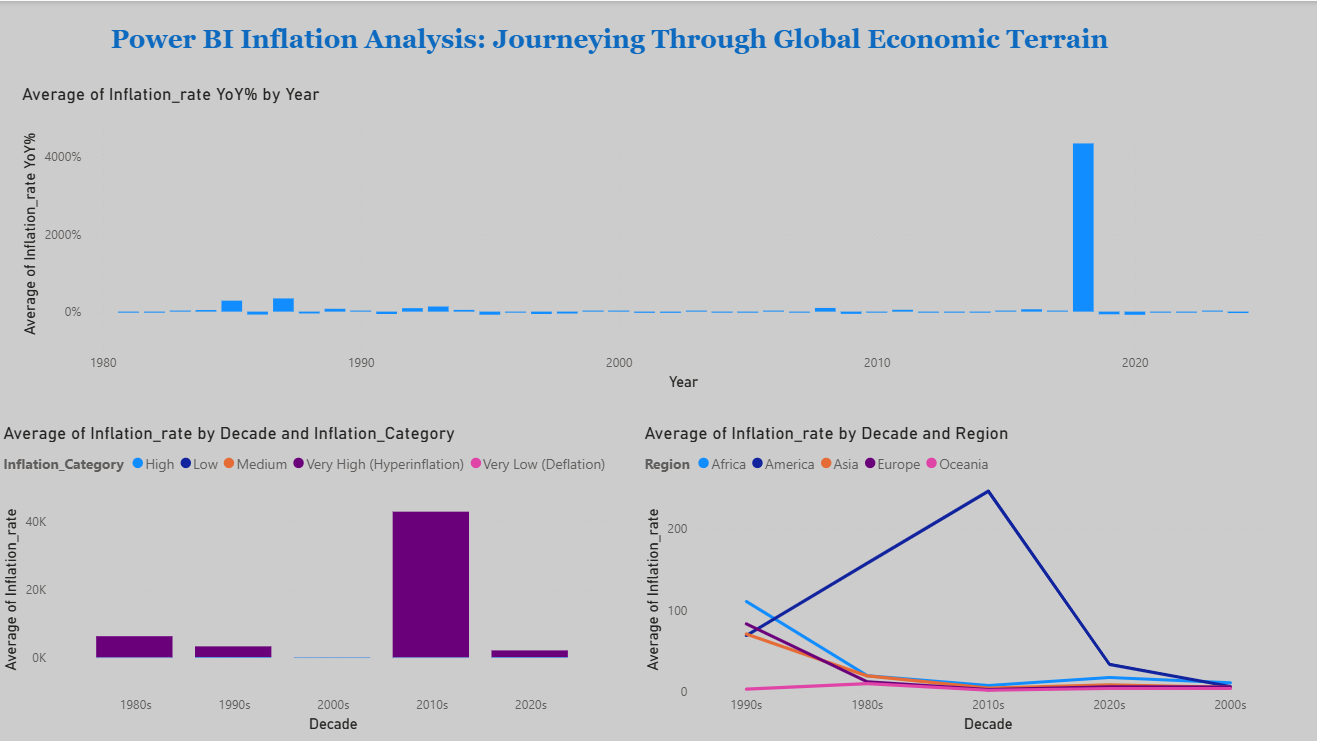 Power BI Inflation Analysis: Journeying Through Global Economic Terrain
Average of Inflation_rate YoY% by Year
Average of Inflation_rate YoY%
4000%
2000%
0%
1980 1990 2000 2010 2020
Year
Average of Inflation_rate by Decade and Inflation_Category
Inflation_Category High Low Medium Very High (Hyperinflation) Very Low (Deflation)
Average of Inflation_rate
40K
20K
0K
1980s 1990s 2000s 2010s 2020s
Decade
Average of Inflation_rate by Decade and Region
Region Africa America Asia Europe Oceania
Average of Inflation_rate
200
100
0
1990s 1980s 2010s 2020s 2000s
Decade